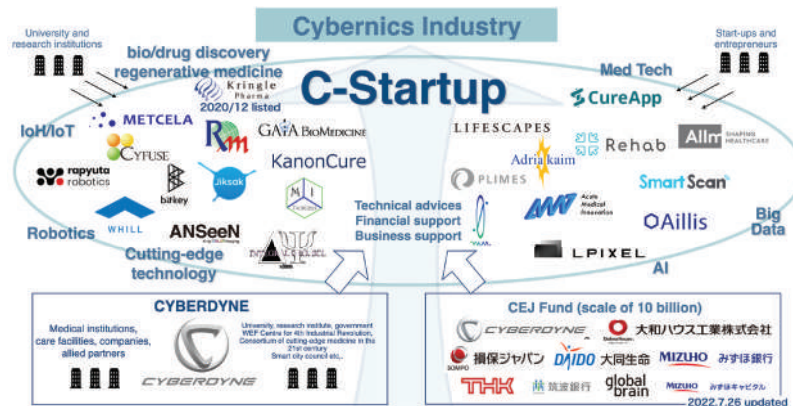 Cybernics Industry
University and
research institutions
Start-ups and
entrepreneurs
bio/drug discovery
regenerative medicine
Kringle
Pharma
2020/12 listed
C-Startup
Med Tech
CureApp
IoH/IoT
METCELA
CYFUSE
Rm
GAIA BIOMEDICINE
LIFESCAPES
Rehab
Allm
SHAPING
HEALTHCARE
rapyuta
robotics
bitkey
Jiksak
KanonCure
Adriakaim
PLIMES
SmartScan
WHILL
MI
Technical advices
Financial support
Business support
AMI
Acute
Medical
Innovation
Aillis
Big
Data
Robotics
ANSeeN
Cutting-edge
technology
LPIXEL
AI
CYBERDYNE
Medical institutions,
care facilities, companies,
allied partners
University, research institute, government
WEF Centre for 4th Industrial Revolution,
Consortium of cutting-edge medicine in the
21st century
Smart city council etc,.
CYBERDYNE
CEJ Fund (scale of 10 billion)
CYBERDYNE
大和ハウス工業株式会社
SOMPO
損保ジャパン
DAIDO
大同生命
MIZUHO
みずほ銀行
THK
筑波銀行
global
brain
MIZUHO
みずほキャピタル
2022.7.26 updated